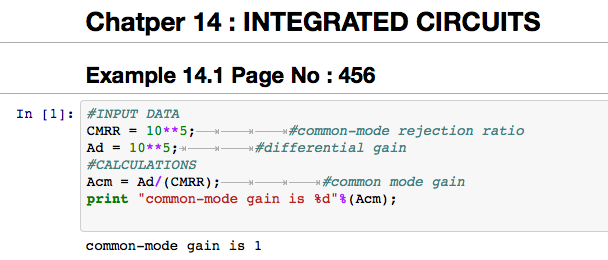 Chatper 14 : INTEGRATED CIRCUITS
Example 14.1 Page No : 456
In [1]: #INPUT DATA
CMRR = 10**5; #common-mode rejection ratio
Ad = 10**5; #differential gain
#CALCULATIONS
Acm = Ad/(CMRR); #common mode gain
print "common-mode gain is %d"%(Acm);
common-mode gain is 1